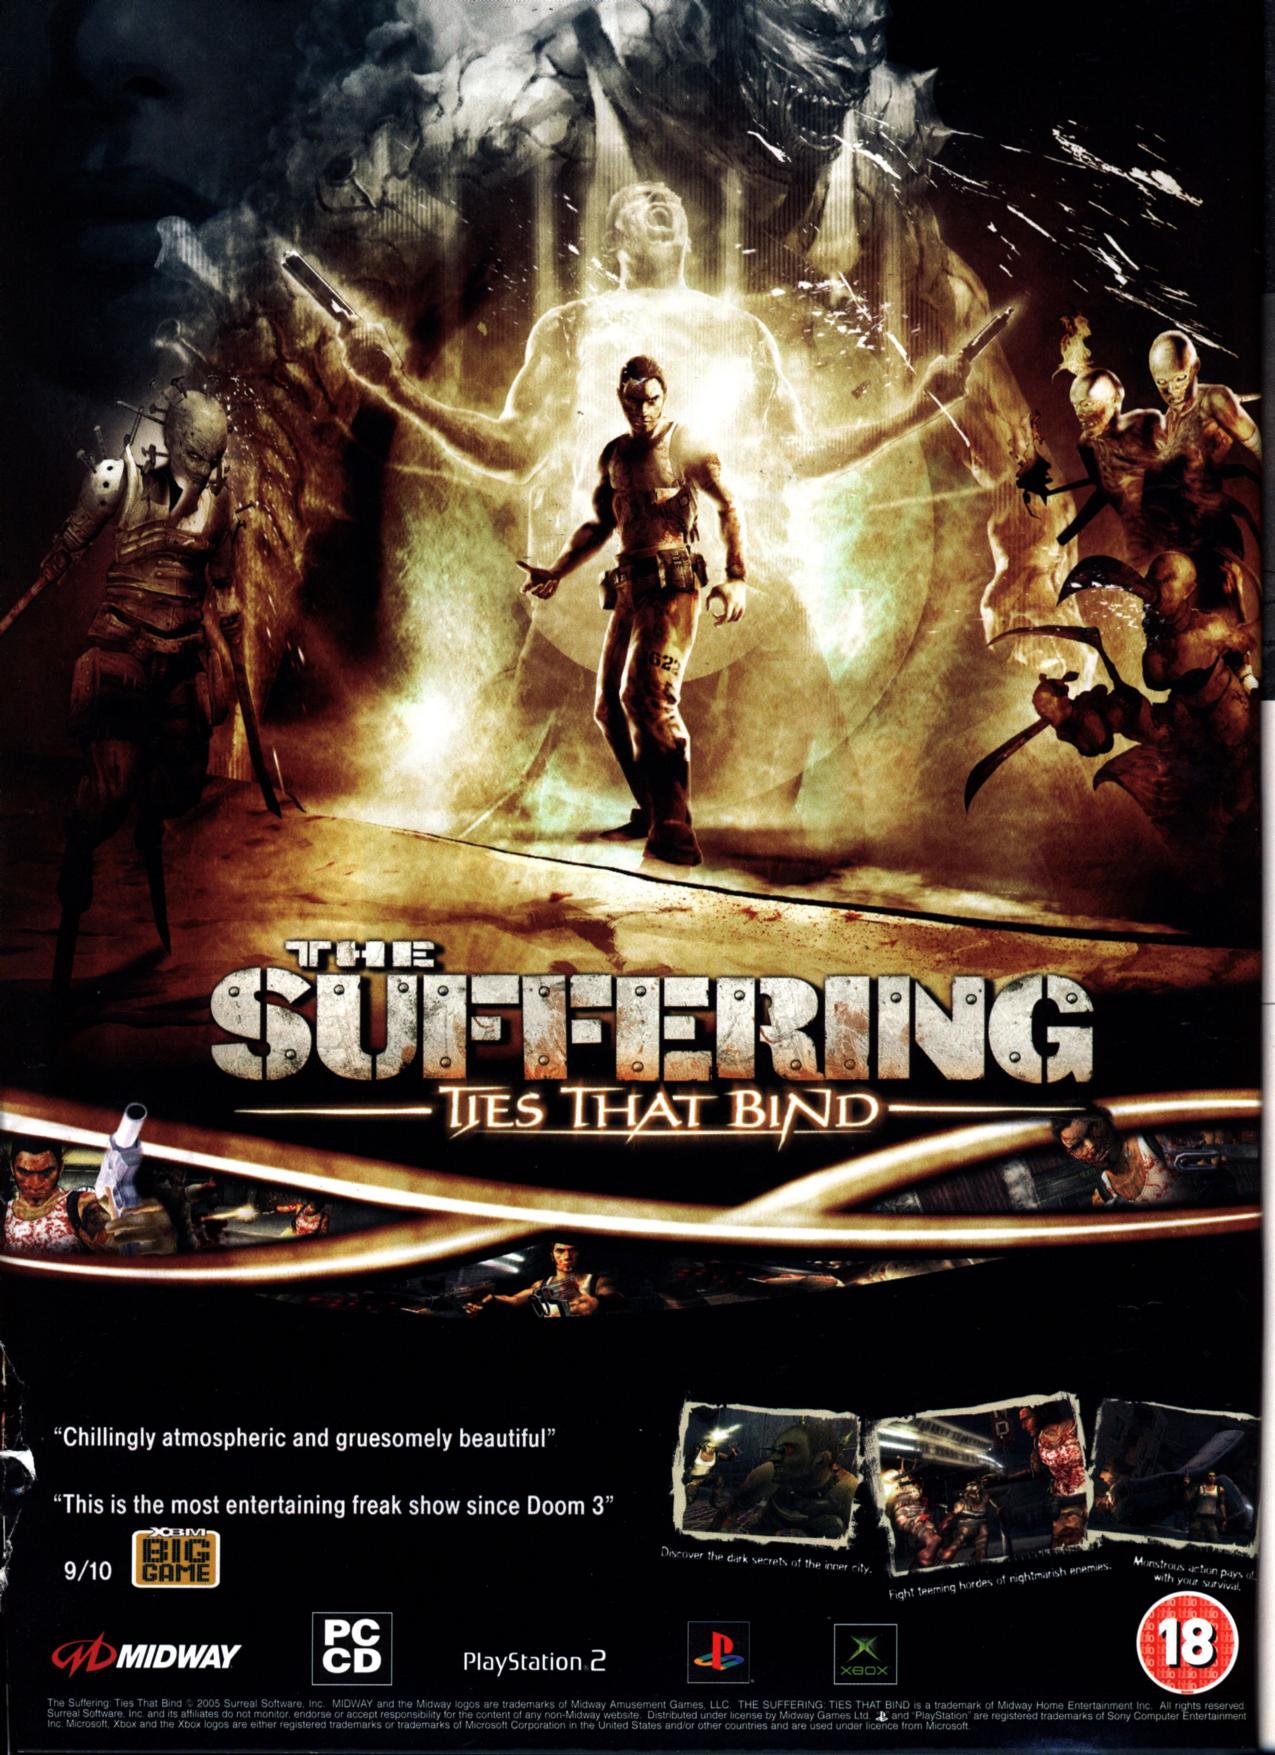 1622
THE
SUFFERING
TIES THAT BIND
"Chillingly atmospheric and gruesomely beautiful"
"This is the most entertaining freak show since Doom 3"
9/10
XBM
BIG
GAME
Discover the dark secrets of the inner city.
Fight teeming hordes of nightmarish enemies.
Monstrous action pays
with your survival.
MIDWAY
PC
CD
PlayStation 2
XBOX
18
The Suffering: Ties That Bind © 2005 Surreal Software, Inc. MIDWAY and the Midway logos are trademarks of Midway Amusement Games, LLC. THE SUFFERING: TIES THAT BIND is a trademark of Midway Home Entertainment Inc. All rights reserved.
Surreal Software, Inc. and its affiliates do not monitor, endorse or accept responsibility for the content of any non-Midway website. Distributed under license by Midway Games Ltd. and "PlayStation" are registered trademarks of Sony Computer Entertainment
Inc. Microsoft, Xbox and the Xbox logos are either registered trademarks or trademarks of Microsoft Corporation in the United States and/or other countries and are used under licence from Microsoft.